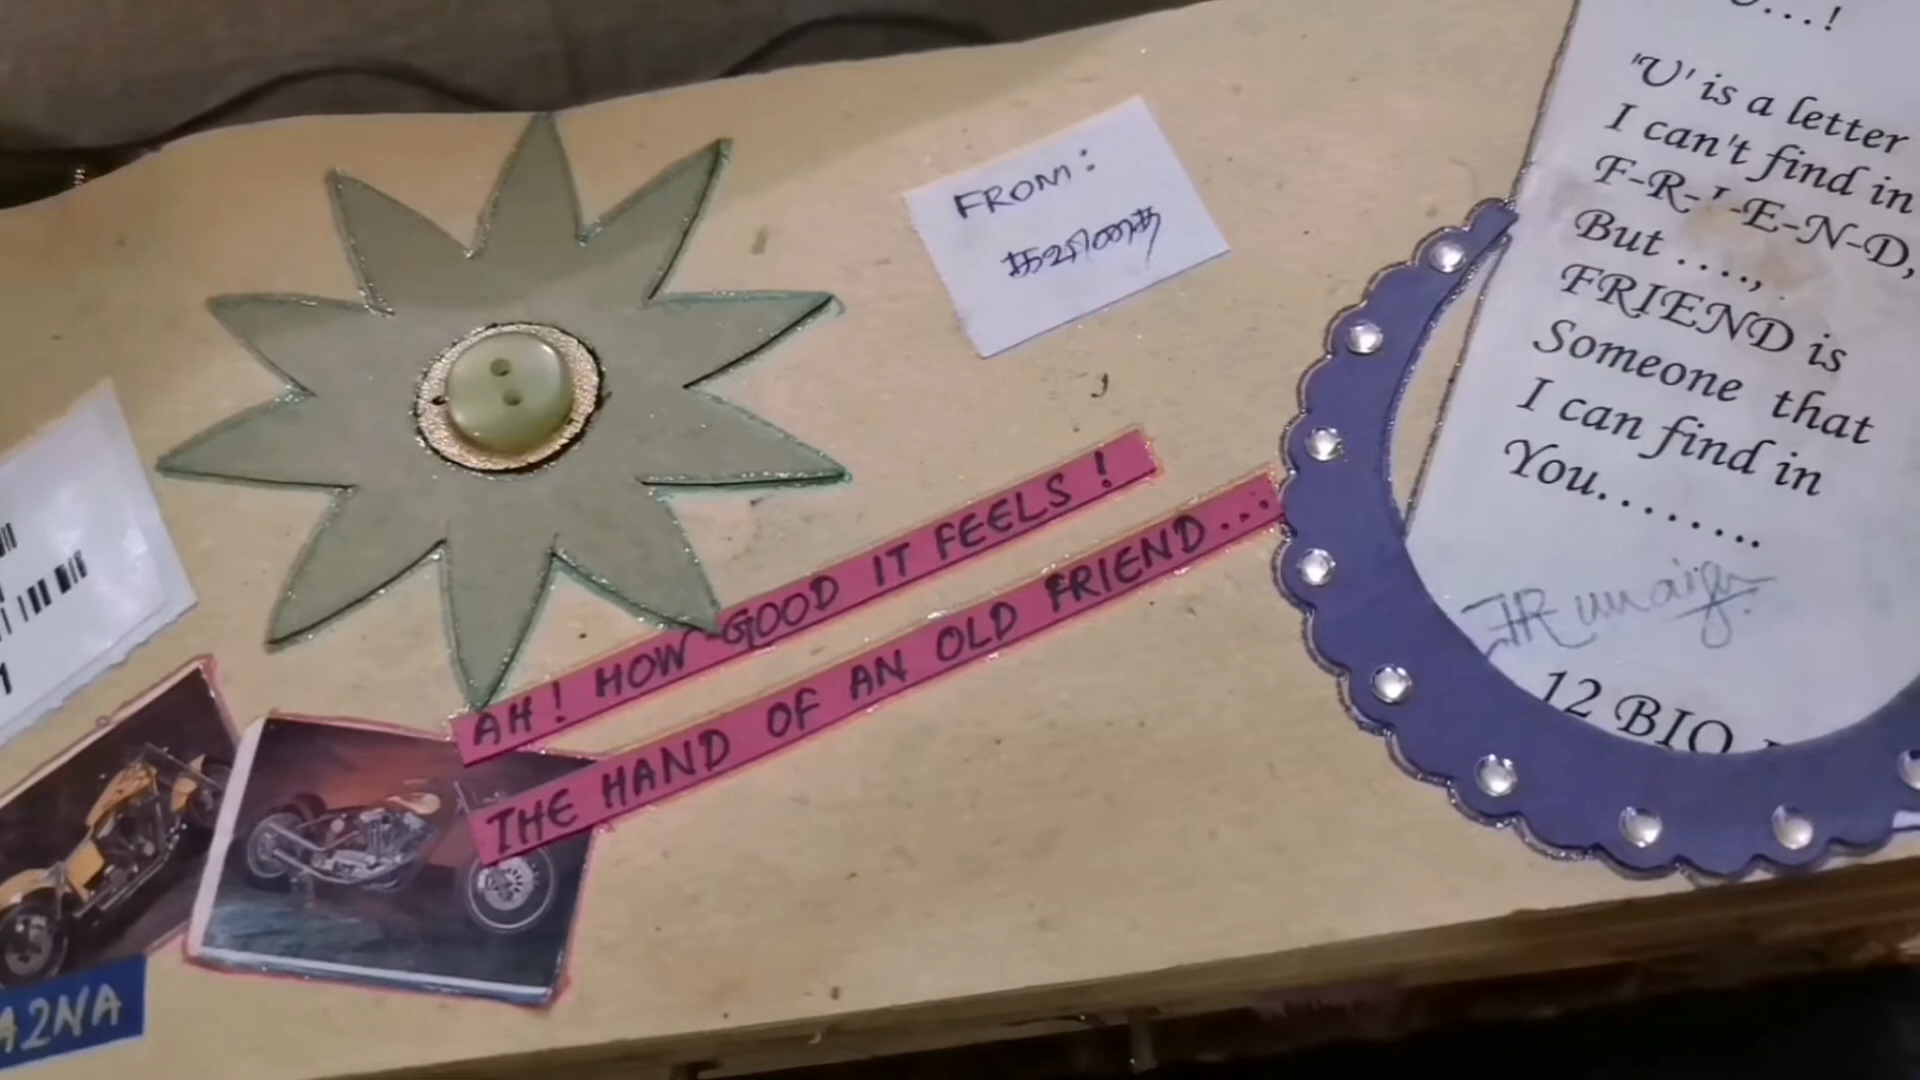 FROM:
AH! HOW GOOD IT FEELS!
THE HAND OF AN OLD FRIEND...
A2NA
...!
'U' is a letter
I can't find in
F-R-I-E-N-D,
But ....,
FRIEND is
Someone that
I can find in
You.......
12 BIO